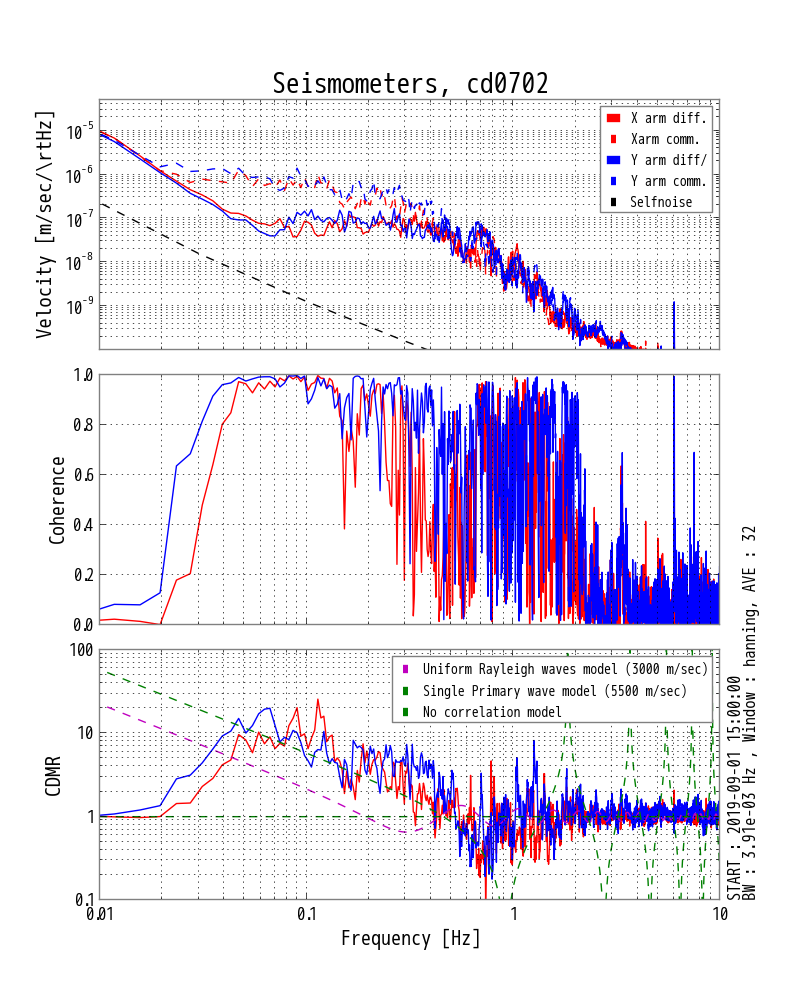 Seismometers, cd0702
Velocity [m/sec/\rtHz]
10^-5
10^-6
10^-7
10^-8
10^-9
X arm diff.
Xarm comm.
Y arm diff/
Y arm comm.
Selfnoise
Coherence
1.0
0.8
0.6
0.4
0.2
0.0
CDMR
100
10
1
0.1
Uniform Rayleigh waves model (3000 m/sec)
Single Primary wave model (5500 m/sec)
No correlation model
0.01
0.1
1
10
Frequency [Hz]
START : 2019-09-01 15:00:00
BW : 3.91e-03 Hz , Window : hanning, AVE : 32